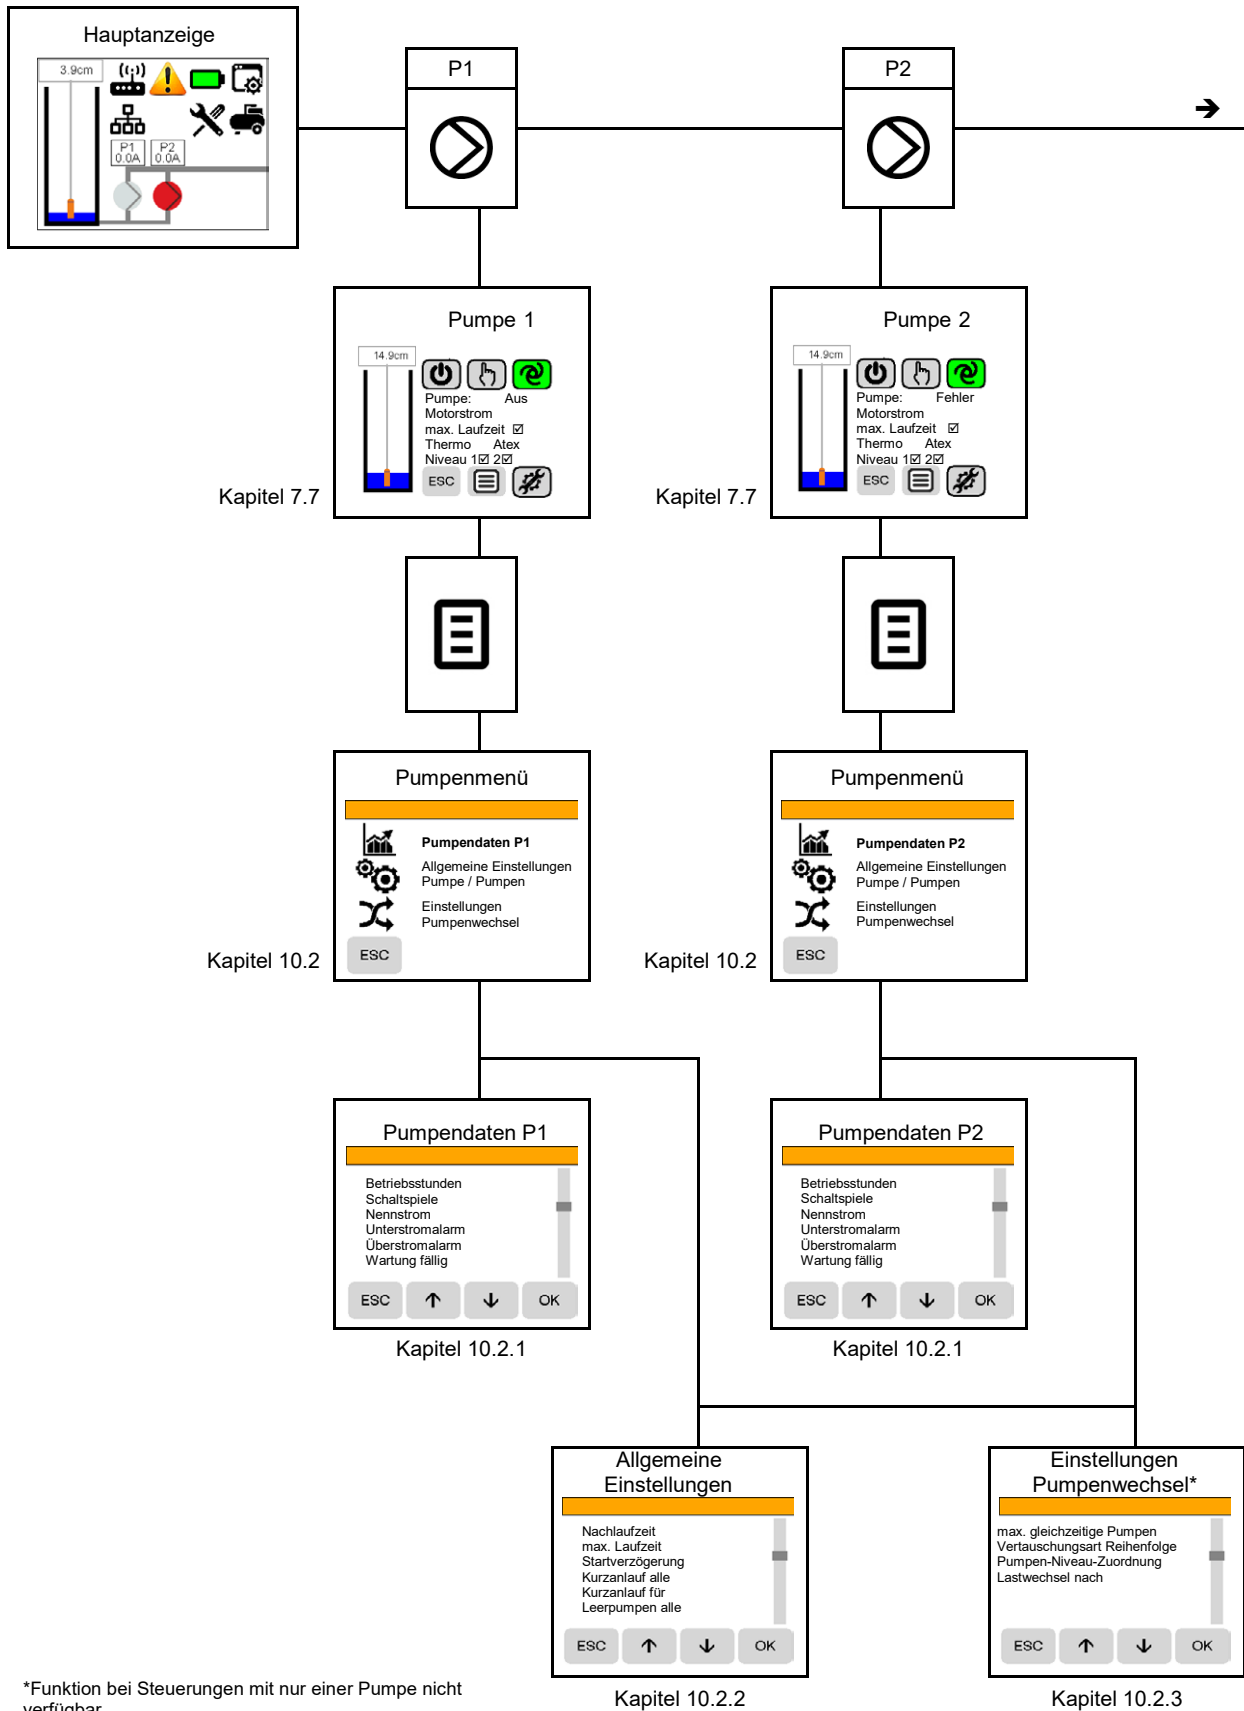 Hauptanzeige
3.9cm
P1
0.0A
P2
0.0A
P1
P2
Pumpe 1
14.9cm
Pumpe: Aus
Motorstrom
max. Laufzeit ☑
Thermo Atex
Niveau 1☑ 2☑
ESC
Kapitel 7.7
Pumpe 2
14.9cm
Pumpe: Fehler
Motorstrom
max. Laufzeit ☑
Thermo Atex
Niveau 1☑ 2☑
ESC
Kapitel 7.7
Pumpenmenü
Pumpendaten P1
Allgemeine Einstellungen
Pumpe / Pumpen
Einstellungen
Pumpenwechsel
ESC
Kapitel 10.2
Pumpenmenü
Pumpendaten P2
Allgemeine Einstellungen
Pumpe / Pumpen
Einstellungen
Pumpenwechsel
ESC
Kapitel 10.2
Pumpendaten P1
Betriebsstunden
Schaltspiele
Nennstrom
Unterstromalarm
Überstromalarm
Wartung fällig
ESC ↑ ↓ OK
Kapitel 10.2.1
Pumpendaten P2
Betriebsstunden
Schaltspiele
Nennstrom
Unterstromalarm
Überstromalarm
Wartung fällig
ESC ↑ ↓ OK
Kapitel 10.2.1
Allgemeine
Einstellungen
Nachlaufzeit
max. Laufzeit
Startverzögerung
Kurzanlauf alle
Kurzanlauf für
Leerpumpen alle
ESC ↑ ↓ OK
Kapitel 10.2.2
Einstellungen
Pumpenwechsel*
max. gleichzeitige Pumpen
Vertauschungsart Reihenfolge
Pumpen-Niveau-Zuordnung
Lastwechsel nach
ESC ↑ ↓ OK
Kapitel 10.2.3
*Funktion bei Steuerungen mit nur einer Pumpe nicht
verfügbar